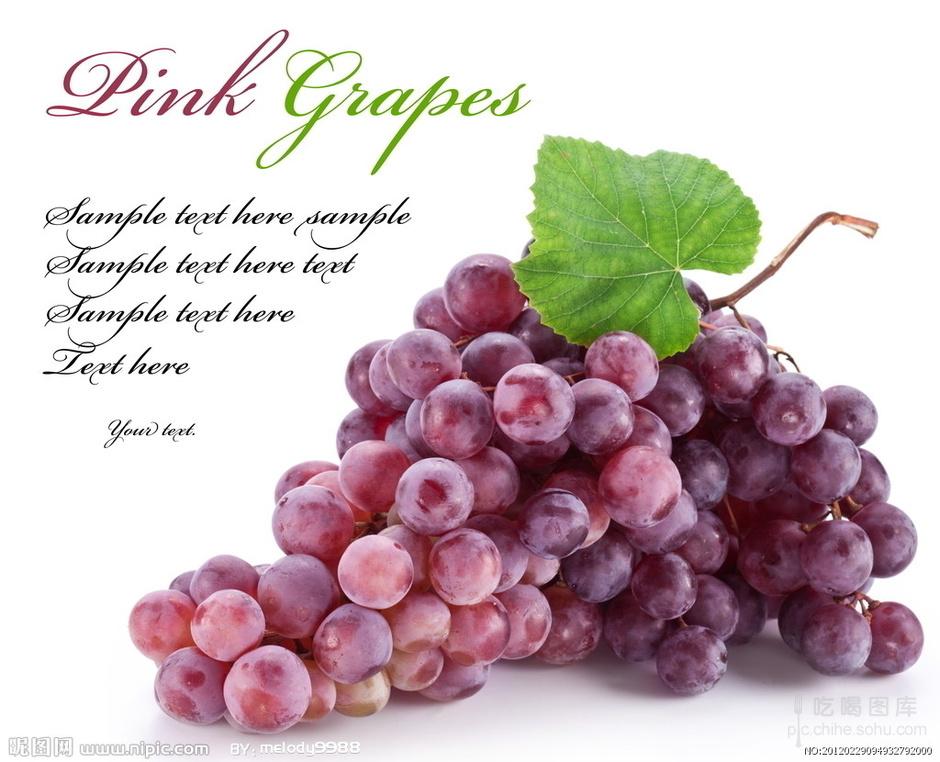 Pink Grapes
Sample text here sample
Sample text here text
Sample text here
Text here
Your text.
吃喝图库
pic.chihe.sohu.com
昵图网 www.nipic.com BY: melody9988
NO:20120229094932792000